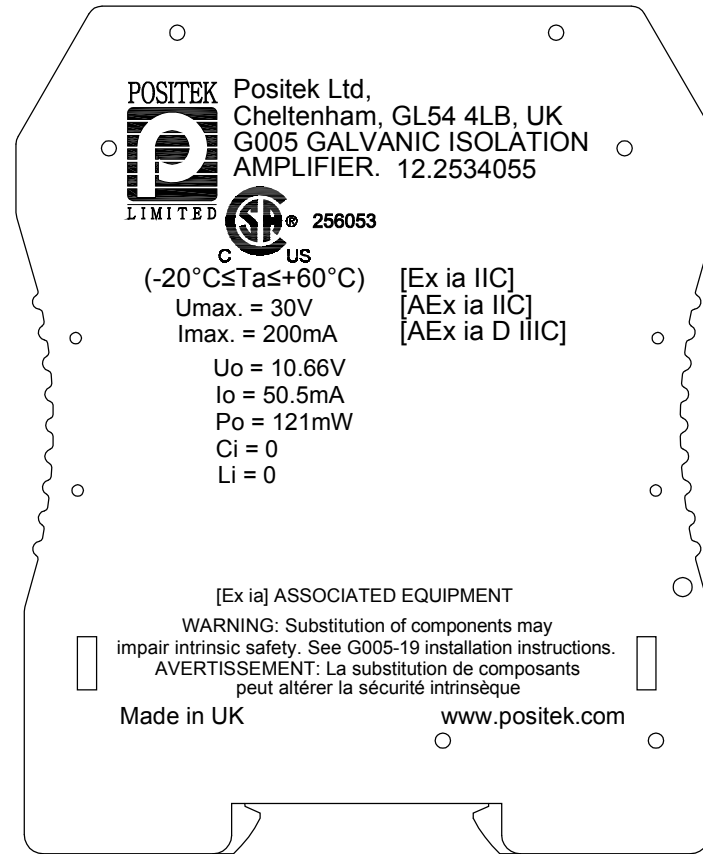 POSITEK
LIMITED
Positek Ltd,
Cheltenham, GL54 4LB, UK
G005 GALVANIC ISOLATION
AMPLIFIER. 12.2534055
CSA® 256053
C US
(-20°C≤Ta≤+60°C) [Ex ia IIC]
Umax. = 30V [AEx ia IIC]
Imax. = 200mA [AEx ia D IIIC]
Uo = 10.66V
Io = 50.5mA
Po = 121mW
Ci = 0
Li = 0
[Ex ia] ASSOCIATED EQUIPMENT
WARNING: Substitution of components may
impair intrinsic safety. See G005-19 installation instructions.
AVERTISSEMENT: La substitution de composants
peut altérer la sécurité intrinsèque
Made in UK www.positek.com